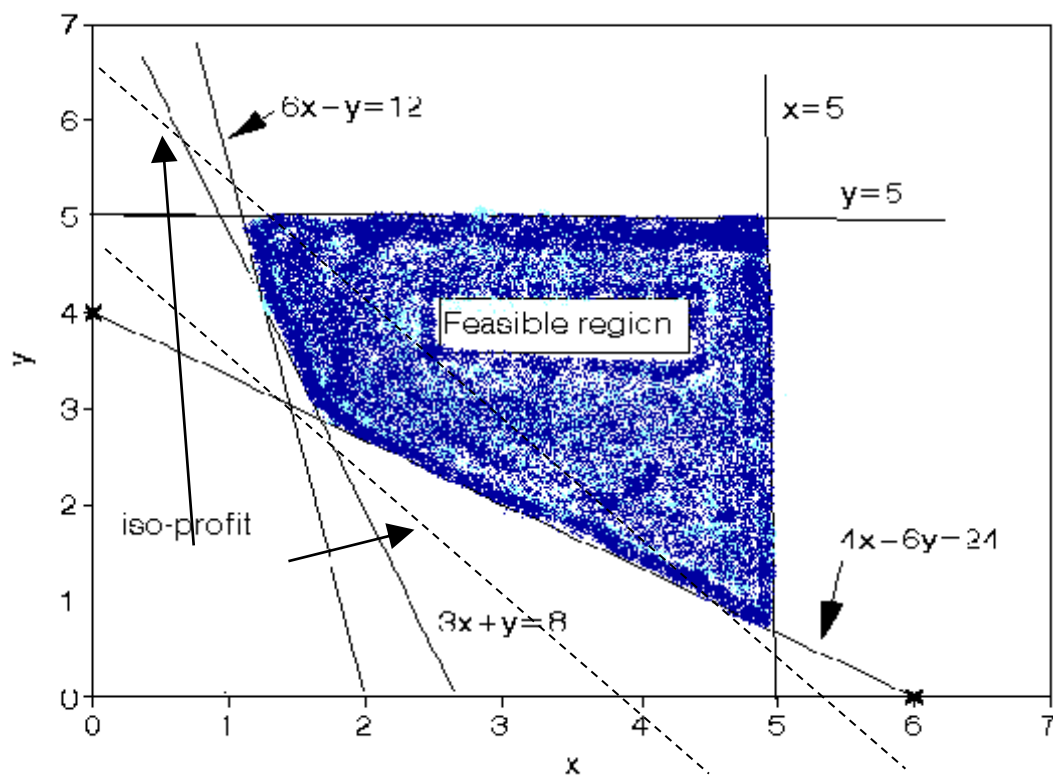 7
6x−y=12
x=5
6
y=5
5
Feasible region
4
y
3
2
iso-profit
4x−6y−24
1
3x+y=8
0
0 1 2 3 4 5 6 7
x